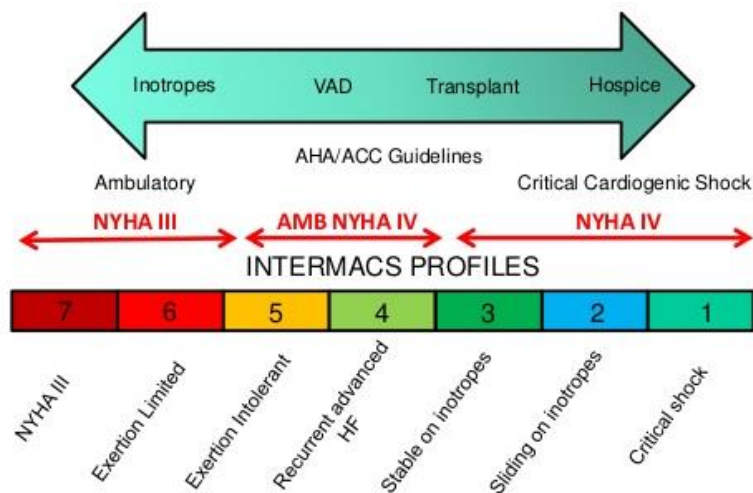 Inotropes VAD Transplant Hospice
AHA/ACC Guidelines
Ambulatory Critical Cardiogenic Shock
NYHA III AMB NYHA IV NYHA IV
INTERMACS PROFILES
7 6 5 4 3 2 1
NYHA III
Exertion Limited
Exertion Intolerant
Recurrent advanced
HF
Stable on inotropes
Sliding on inotropes
Critical shock